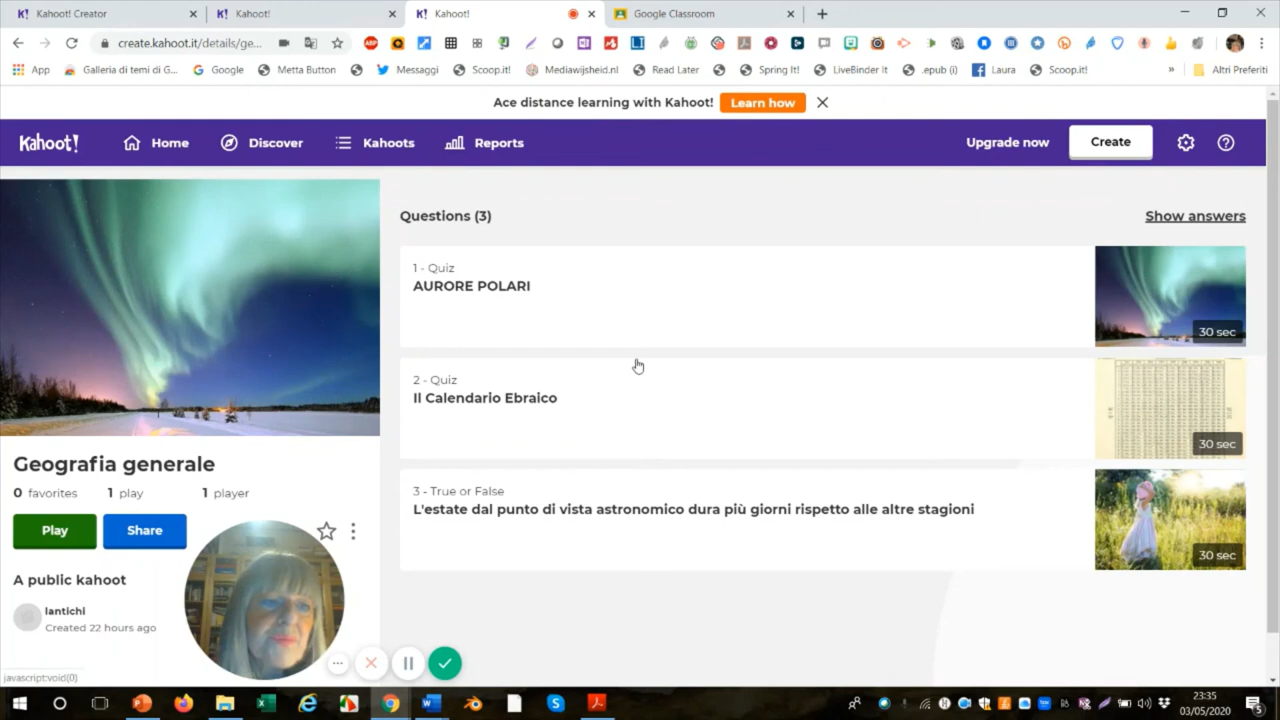 Kahoot! Creator
Kahoot!
Kahoot!
Google Classroom
create.kahoot.it/details/ge...
ABP
App
Galleria di temi di G...
Google
Metta Button
Messaggi
Scoop.it!
Mediawijsheid.nl
Read Later
Spring It!
LiveBinder It
.epub (i)
Laura
Scoop.it!
»
Altri Preferiti
Ace distance learning with Kahoot!
Learn how
Kahoot!
Home
Discover
Kahoots
Reports
Upgrade now
Create
Questions (3)
Show answers
1 - Quiz
AURORE POLARI
30 sec
2 - Quiz
Il Calendario Ebraico
30 sec
3 - True or False
L'estate dal punto di vista astronomico dura più giorni rispetto alle altre stagioni
30 sec
Geografia generale
0 favorites
1 play
1 player
Play
Share
A public kahoot
lantichi
Created 22 hours ago
javascript:void(0)
23:35
03/05/2020
5